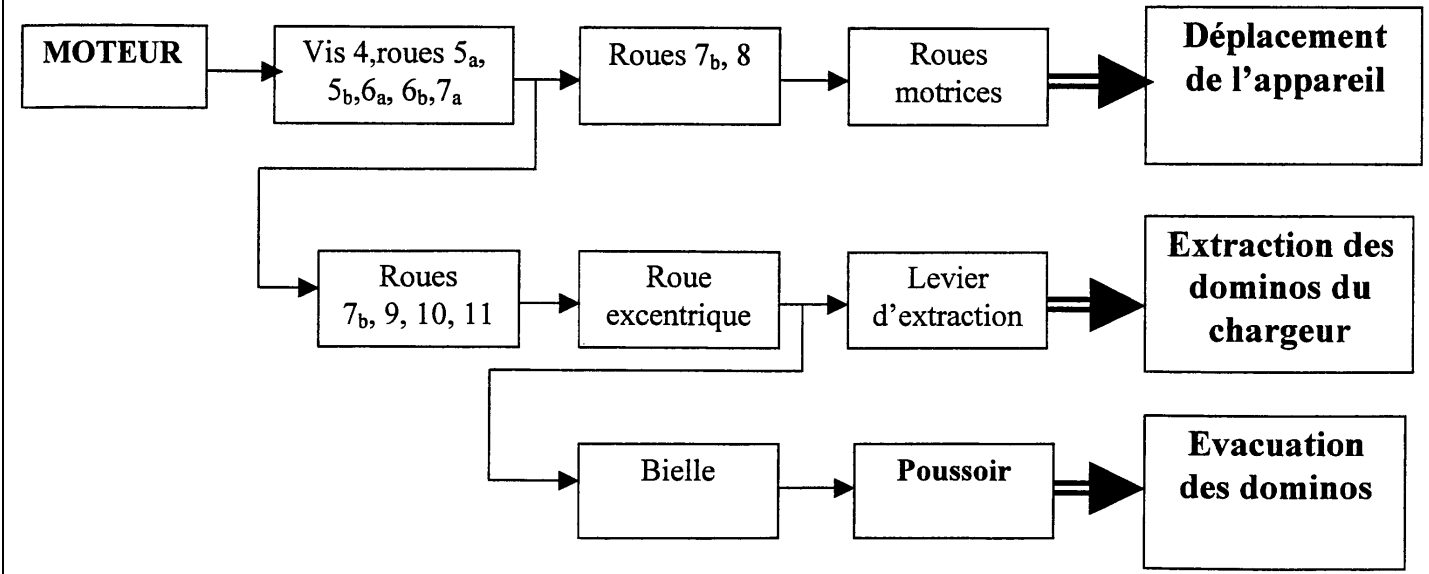 MOTEUR
Vis 4,roues 5a,
5b,6a, 6b,7a
Roues 7b, 8
Roues
motrices
Déplacement
de l'appareil
Roues
7b, 9, 10, 11
Roue
excentrique
Levier
d'extraction
Extraction des
dominos du
chargeur
Bielle
Poussoir
Evacuation
des dominos